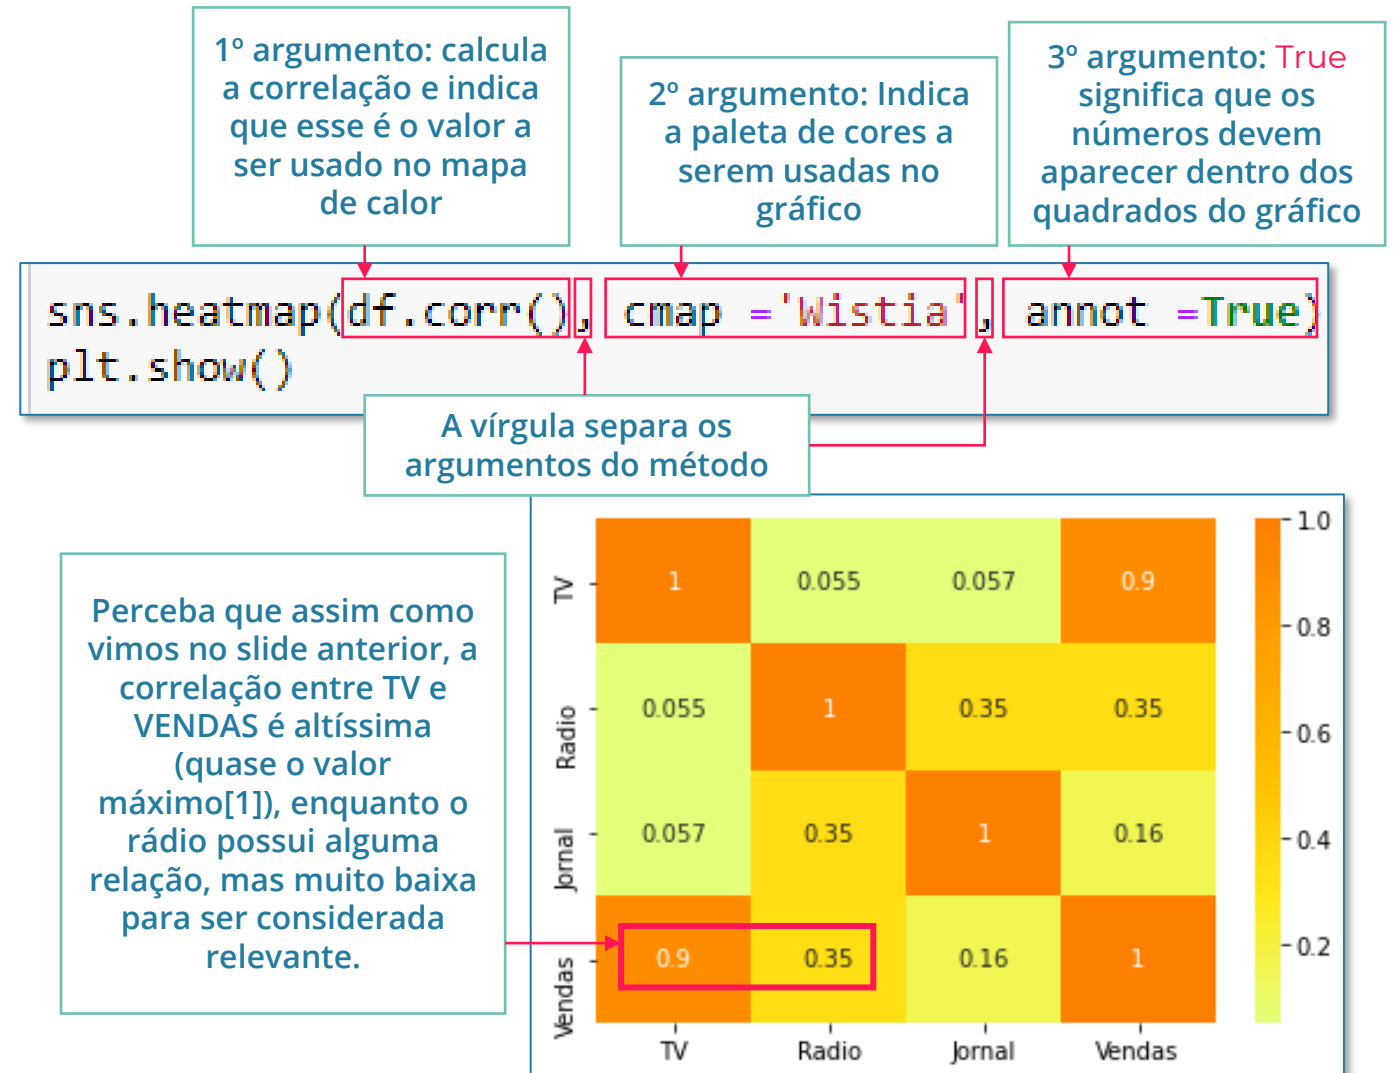 1º argumento: calcula
a correlação e indica
que esse é o valor a
ser usado no mapa
de calor
2º argumento: Indica
a paleta de cores a
serem usadas no
gráfico
3º argumento: True
significa que os
números devem
aparecer dentro dos
quadrados do gráfico
sns.heatmap(df.corr(), cmap = 'Wistia', annot =True)
plt.show()
A vírgula separa os
argumentos do método
Perceba que assim como
vimos no slide anterior, a
correlação entre TV e
VENDAS é altíssima
(quase o valor
máximo[1]), enquanto o
rádio possui alguma
relação, mas muito baixa
para ser considerada
relevante.
TV 1 0.055 0.057 0.9
Radio 0.055 1 0.35 0.35
Jornal 0.057 0.35 1 0.16
Vendas 0.9 0.35 0.16 1
TV Radio Jornal Vendas
1.0
0.8
0.6
0.4
0.2